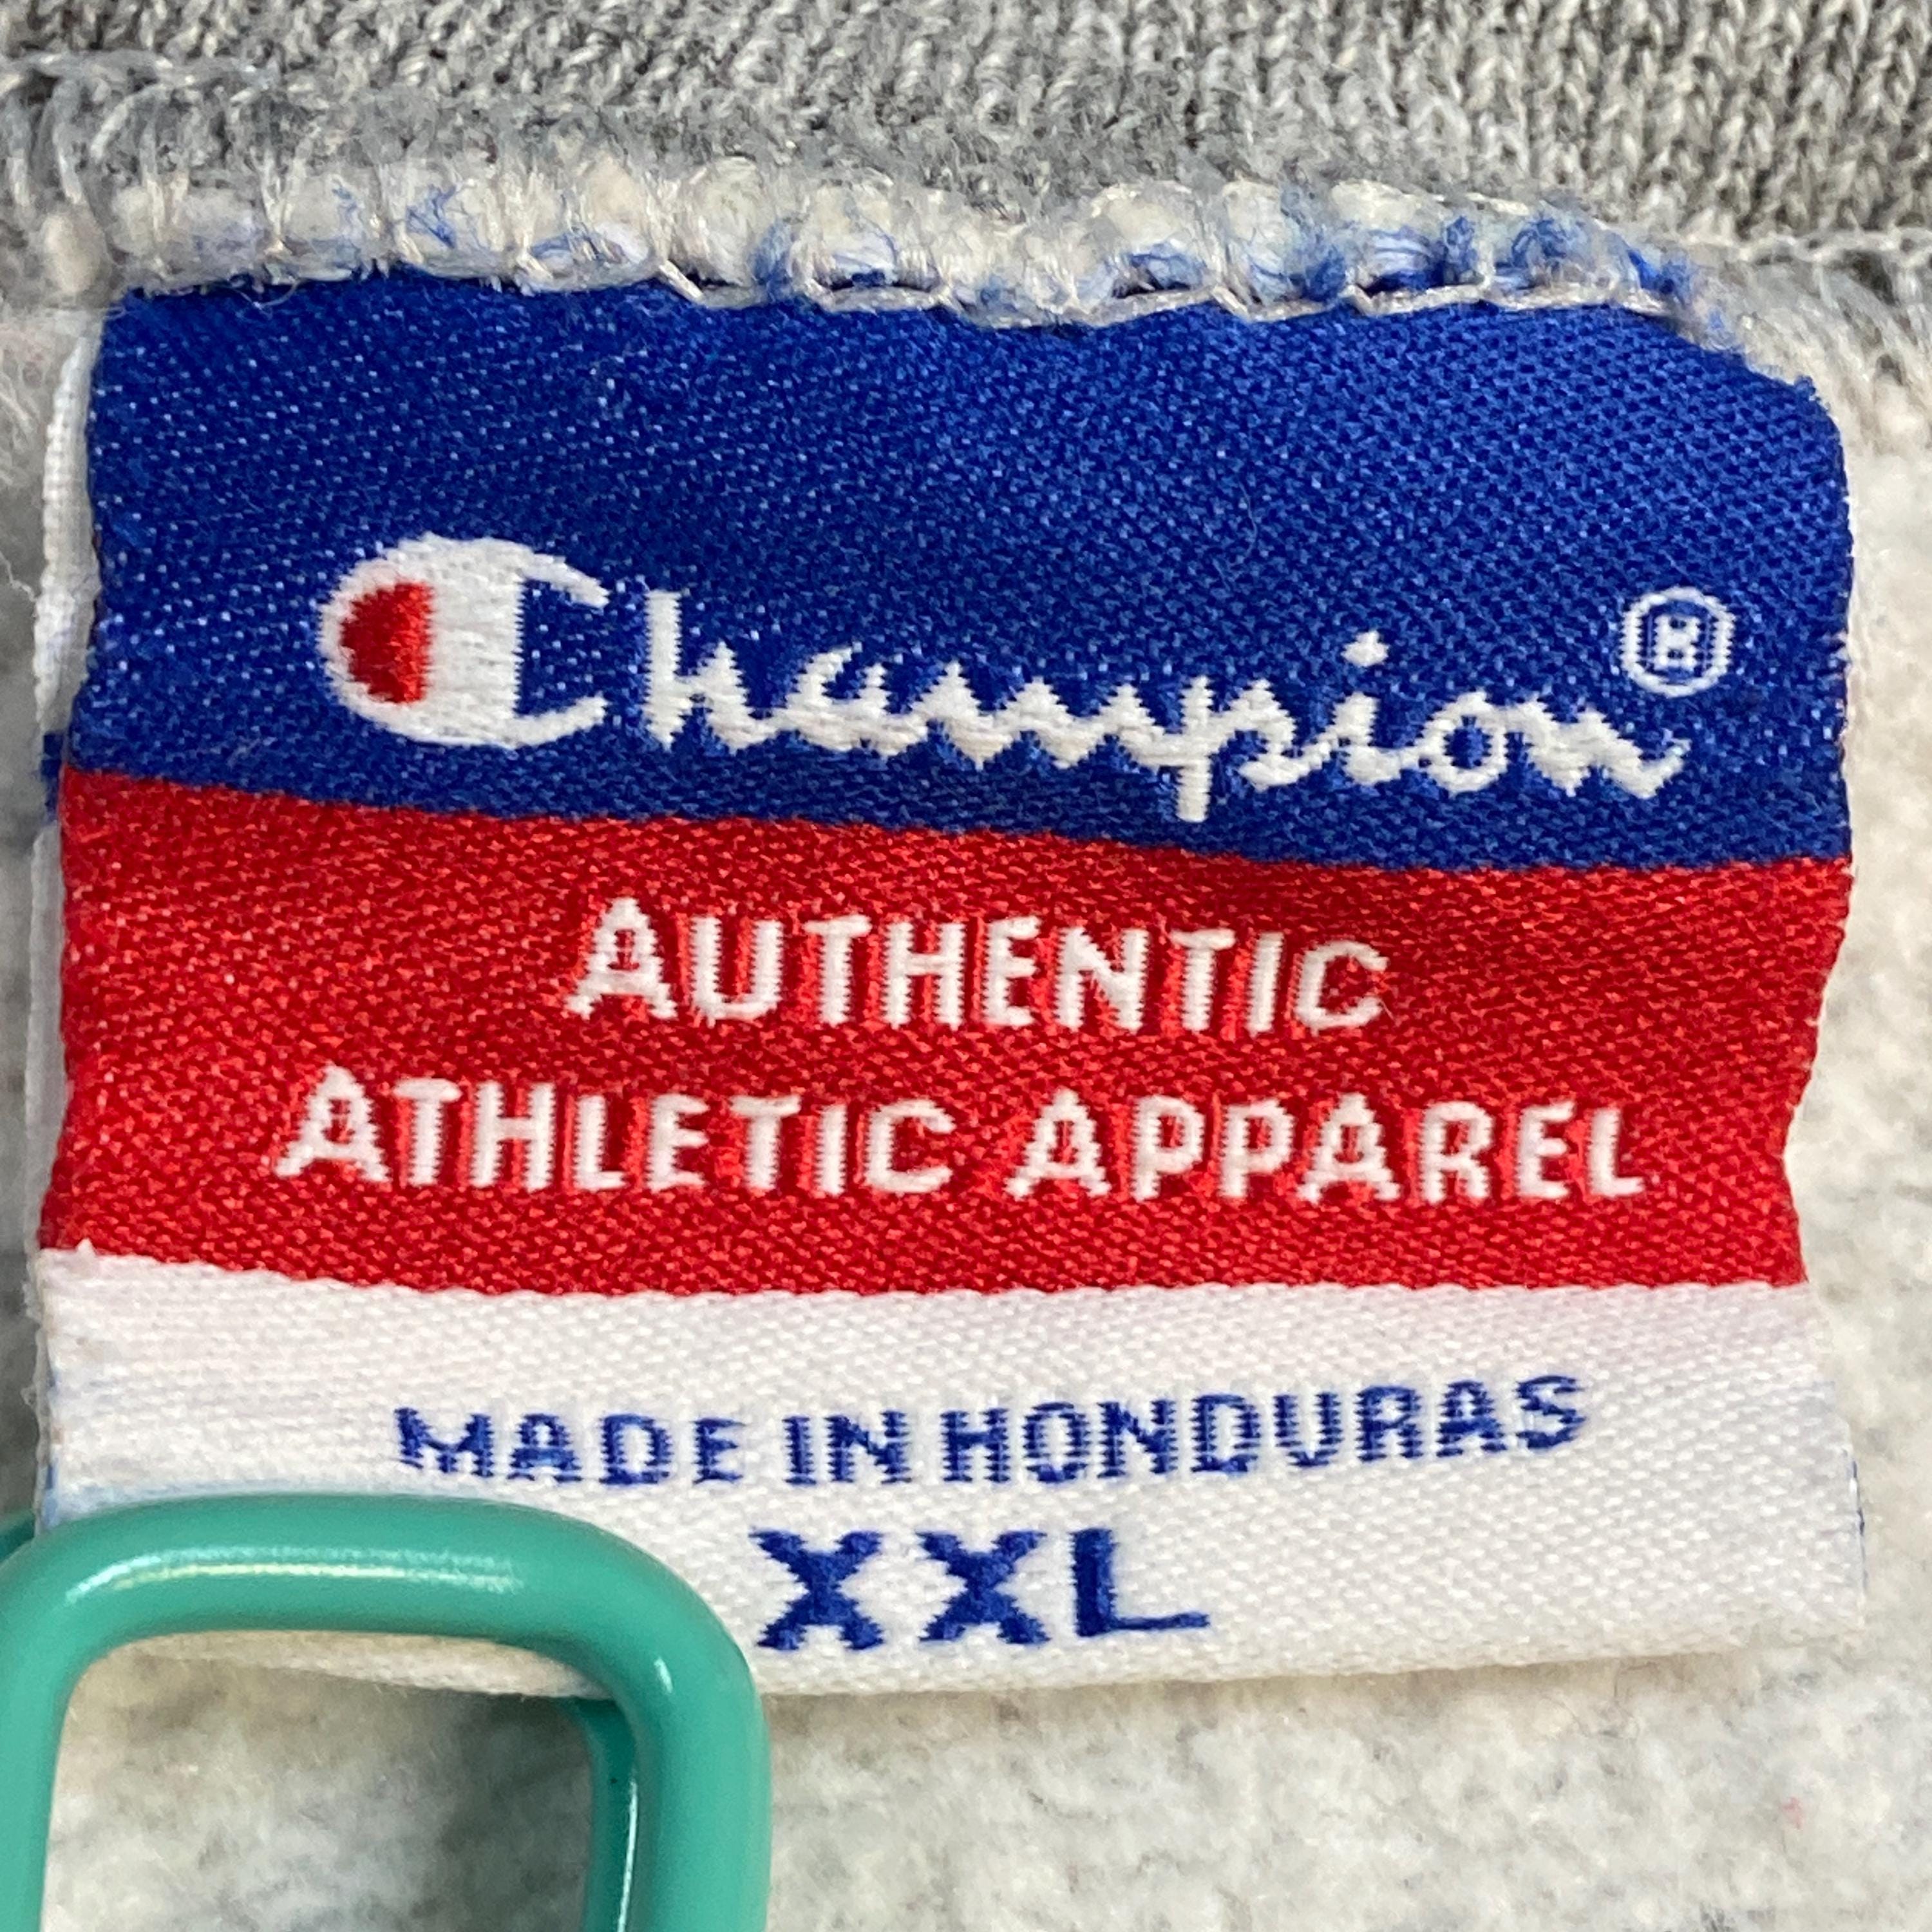 Champion®
AUTHENTIC
ATHLETIC APPAREL
MADE IN HONDURAS
XXL